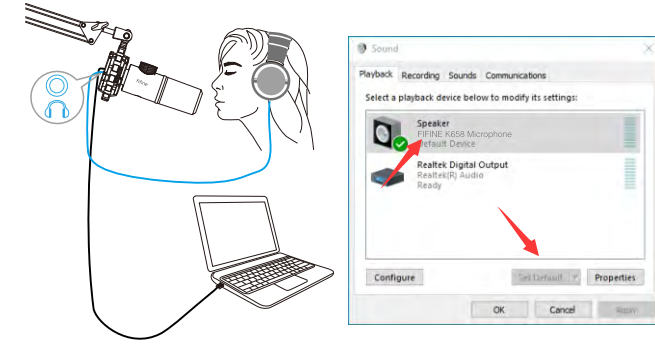 fifine
Sound
Playback Recording Sounds Communications
Select a playback device below to modify its settings:
Speaker
FIFINE K658 Microphone
Default Device
Realtek Digital Output
Realtek(R) Audio
Ready
Configure Set Default Properties
OK Cancel Apply